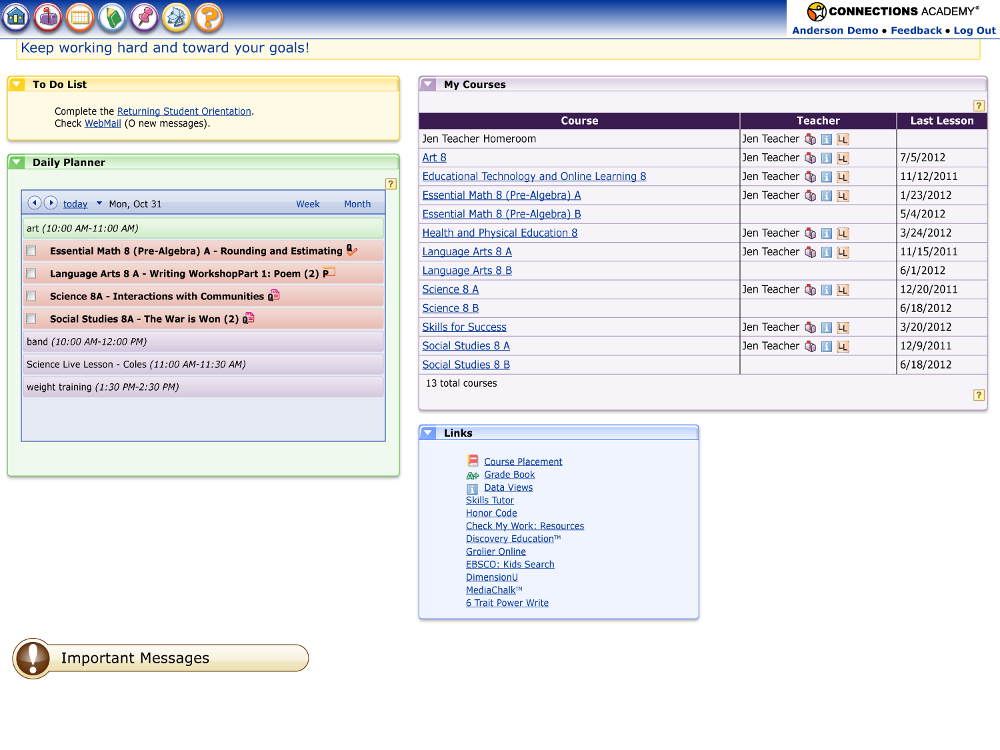 CONNECTIONS ACADEMY®
Anderson Demo • Feedback • Log Out
Keep working hard and toward your goals!
To Do List
Complete the Returning Student Orientation.
Check WebMail (0 new messages).
Daily Planner
?
today Mon, Oct 31 Week Month
art (10:00 AM-11:00 AM)
Essential Math 8 (Pre-Algebra) A - Rounding and Estimating Q
Language Arts 8 A - Writing WorkshopPart 1: Poem (2) P
Science 8A - Interactions with Communities Q
Social Studies 8A - The War is Won (2) Q
band (10:00 AM-12:00 PM)
Science Live Lesson - Coles (11:00 AM-11:30 AM)
weight training (1:30 PM-2:30 PM)
My Courses
?
Course Teacher Last Lesson
Jen Teacher Homeroom Jen Teacher i LL
Art 8 Jen Teacher i LL 7/5/2012
Educational Technology and Online Learning 8 Jen Teacher i LL 11/12/2011
Essential Math 8 (Pre-Algebra) A Jen Teacher i LL 1/23/2012
Essential Math 8 (Pre-Algebra) B 5/4/2012
Health and Physical Education 8 Jen Teacher i LL 3/24/2012
Language Arts 8 A Jen Teacher i LL 11/15/2011
Language Arts 8 B 6/1/2012
Science 8 A Jen Teacher i LL 12/20/2011
Science 8 B 6/18/2012
Skills for Success Jen Teacher i LL 3/20/2012
Social Studies 8 A Jen Teacher i LL 12/9/2011
Social Studies 8 B 6/18/2012
13 total courses
?
Links
Course Placement
A+ Grade Book
i Data Views
Skills Tutor
Honor Code
Check My Work: Resources
Discovery Education™
Grolier Online
EBSCO: Kids Search
DimensionU
MediaChalk™
6 Trait Power Write
! Important Messages